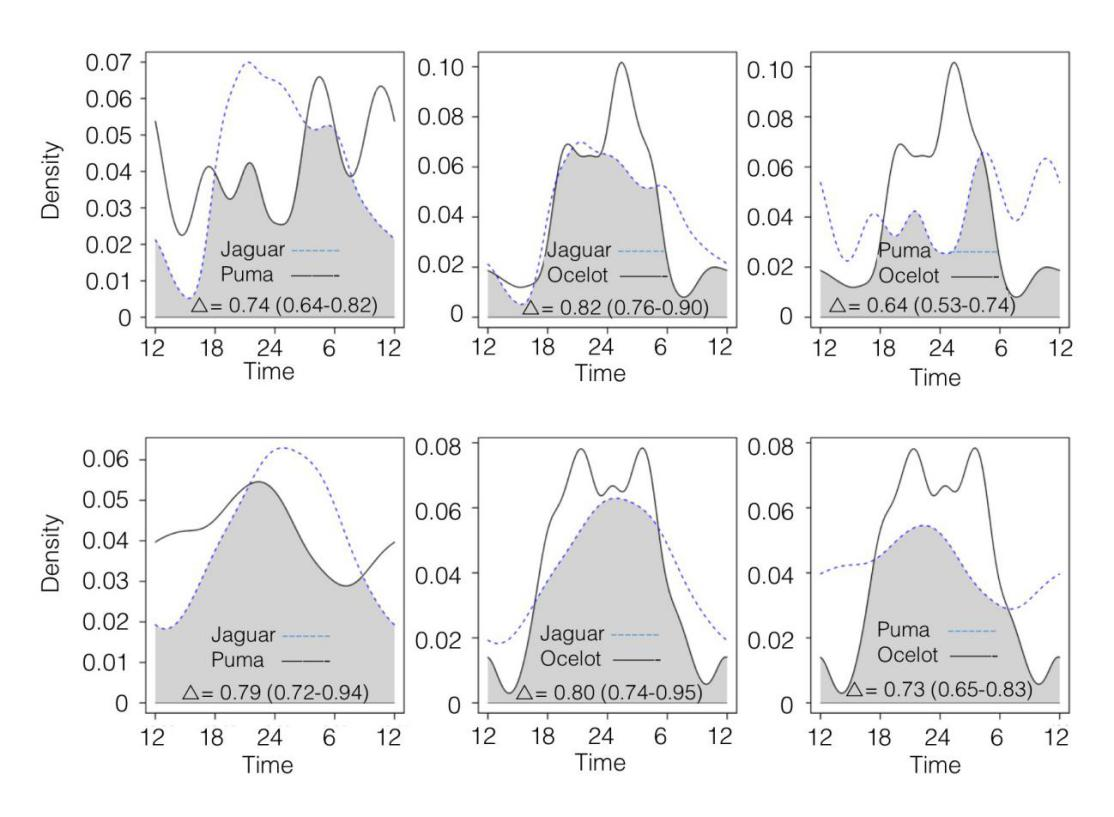 0.07
0.06
0.05
0.04
0.03
0.02
0.01
0
Density
Jaguar
Puma
△= 0.74 (0.64-0.82)
12 18 24 6 12
Time
0.10
0.08
0.06
0.04
0.02
0
Jaguar
Ocelot
△= 0.82 (0.76-0.90)
12 18 24 6 12
Time
0.10
0.08
0.06
0.04
0.02
0
Puma
Ocelot
△= 0.64 (0.53-0.74)
12 18 24 6 12
Time
0.06
0.05
0.04
0.03
0.02
0.01
0
Density
Jaguar
Puma
△= 0.79 (0.72-0.94)
12 18 24 6 12
Time
0.08
0.06
0.04
0.02
0
Jaguar
Ocelot
△= 0.80 (0.74-0.95)
12 18 24 6 12
Time
0.08
0.06
0.04
0.02
0
Puma
Ocelot
△= 0.73 (0.65-0.83)
12 18 24 6 12
Time